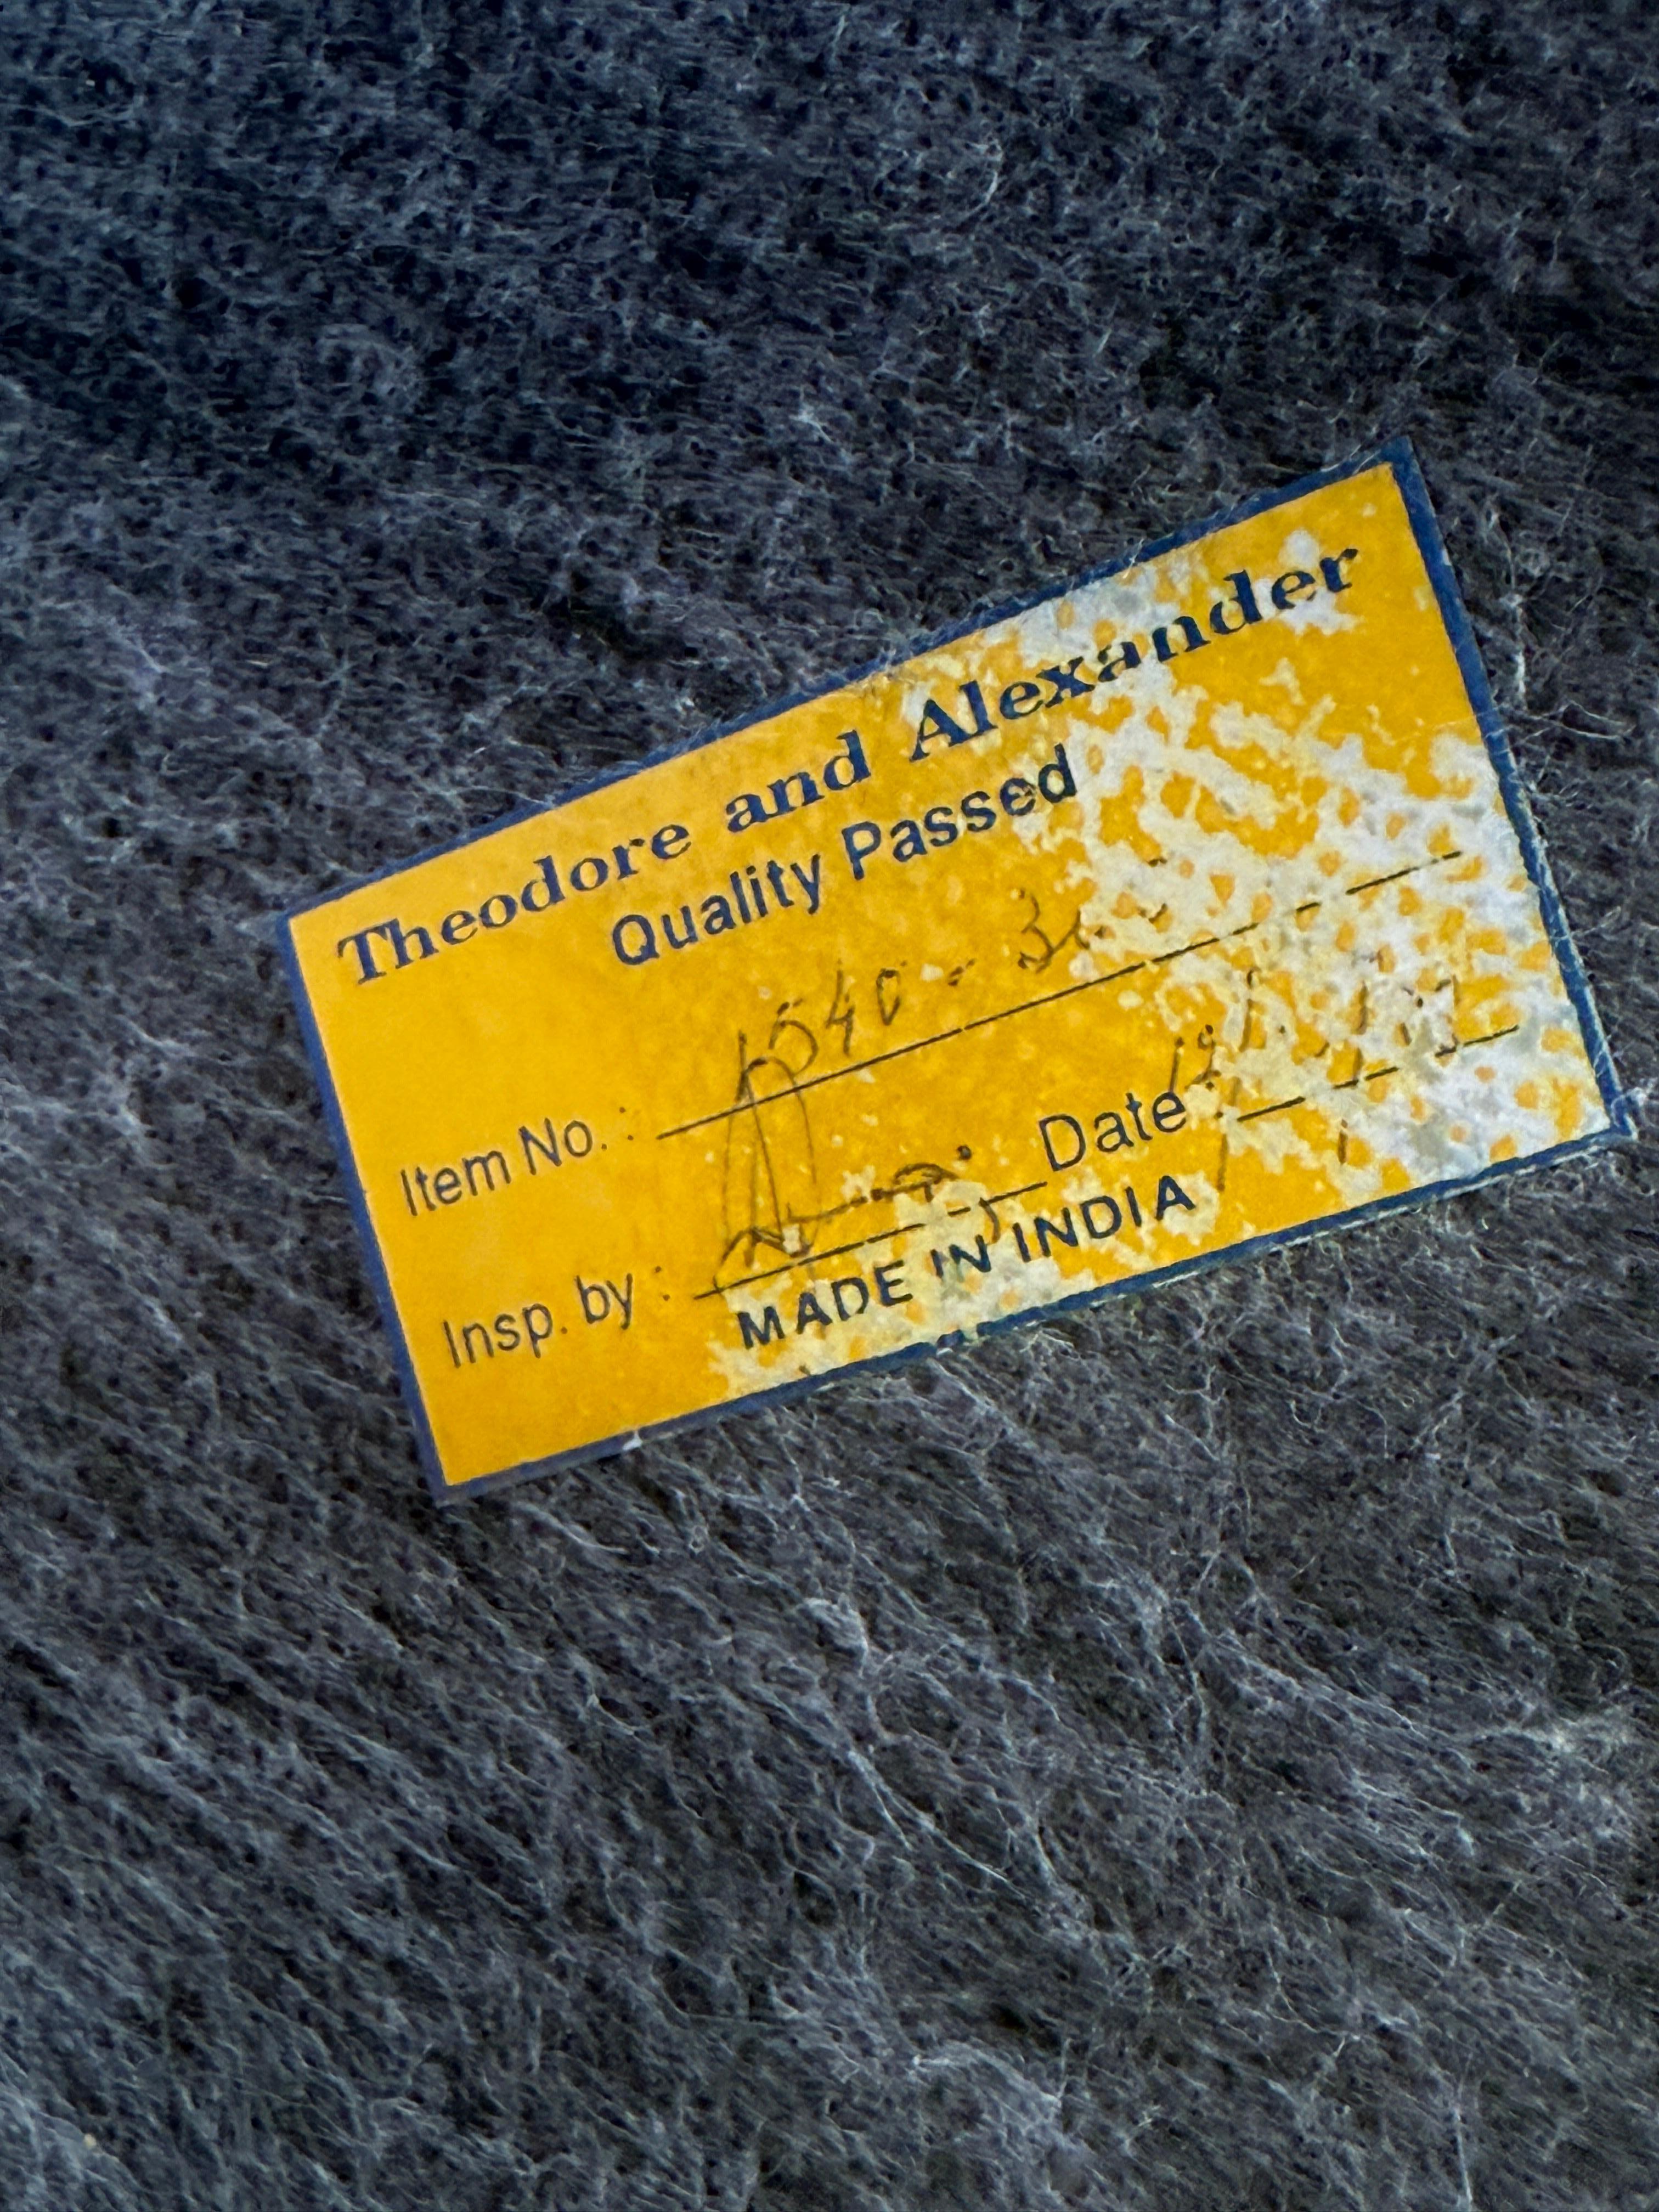 Theodore and Alexander
Quality Passed
Item No. :
Insp. by : Date :
MADE IN INDIA